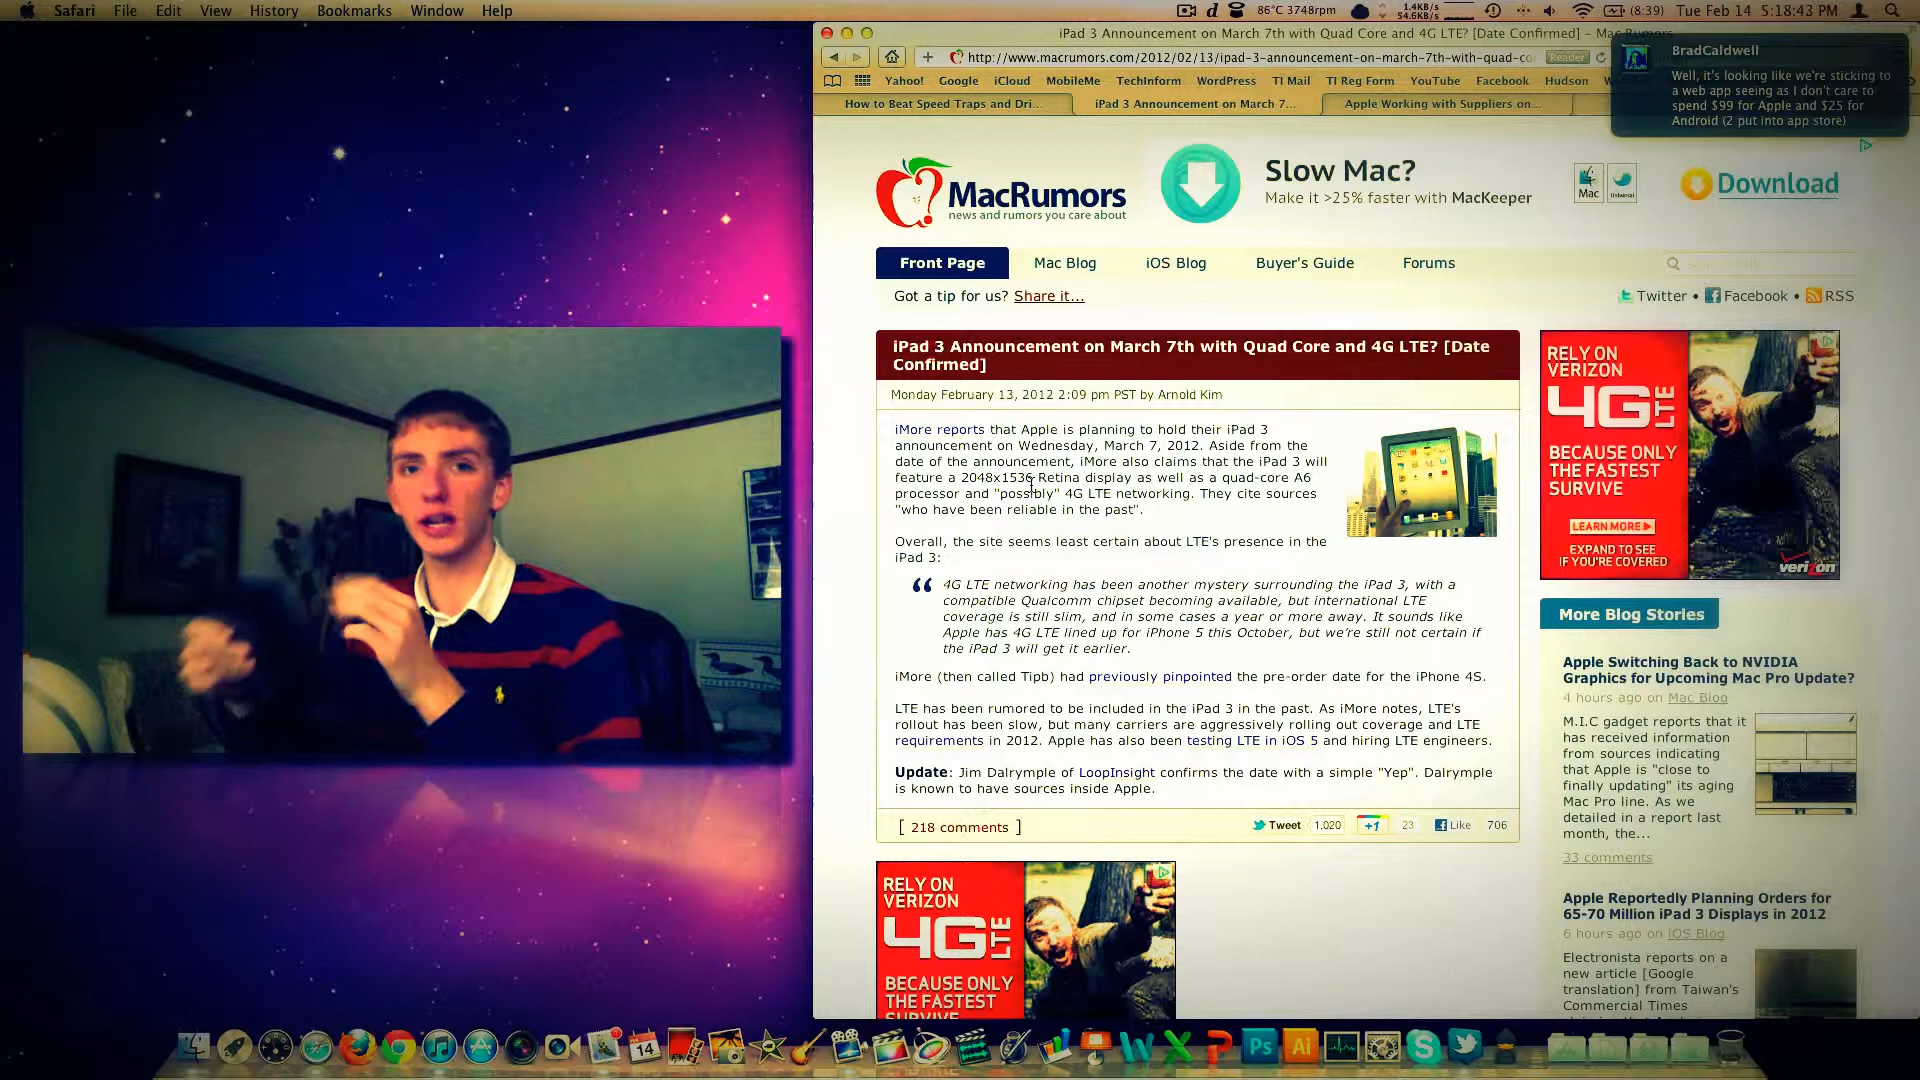 Safari File Edit View History Bookmarks Window Help
86°C 3748rpm 1.4KB/s 54.6KB/s (8:39) Tue Feb 14 5:18:43 PM
iPad 3 Announcement on March 7th with Quad Core and 4G LTE? [Date Confirmed] – Mac Rumors
http://www.macrumors.com/2012/02/13/ipad-3-announcement-on-march-7th-with-quad-co Reader
Yahoo! Google iCloud MobileMe TechInform WordPress TI Mail TI Reg Form YouTube Facebook Hudson
How to Beat Speed Traps and Dri... iPad 3 Announcement on March 7... Apple Working with Suppliers on...
BradCaldwell
Well, it's looking like we're sticking to
a web app seeing as I don't care to
spend $99 for Apple and $25 for
Android (2 put into app store)
MacRumors
news and rumors you care about
Slow Mac?
Make it >25% faster with MacKeeper
Mac Universal
Download
Front Page Mac Blog iOS Blog Buyer's Guide Forums
Got a tip for us? Share it...
Twitter • Facebook • RSS
iPad 3 Announcement on March 7th with Quad Core and 4G LTE? [Date
Confirmed]
Monday February 13, 2012 2:09 pm PST by Arnold Kim
iMore reports that Apple is planning to hold their iPad 3
announcement on Wednesday, March 7, 2012. Aside from the
date of the announcement, iMore also claims that the iPad 3 will
feature a 2048x1536 Retina display as well as a quad-core A6
processor and "possibly" 4G LTE networking. They cite sources
"who have been reliable in the past".
Overall, the site seems least certain about LTE's presence in the
iPad 3:
“ 4G LTE networking has been another mystery surrounding the iPad 3, with a
compatible Qualcomm chipset becoming available, but international LTE
coverage is still slim, and in some cases a year or more away. It sounds like
Apple has 4G LTE lined up for iPhone 5 this October, but we're still not certain if
the iPad 3 will get it earlier.
iMore (then called Tipb) had previously pinpointed the pre-order date for the iPhone 4S.
LTE has been rumored to be included in the iPad 3 in the past. As iMore notes, LTE's
rollout has been slow, but many carriers are aggressively rolling out coverage and LTE
requirements in 2012. Apple has also been testing LTE in iOS 5 and hiring LTE engineers.
Update: Jim Dalrymple of LoopInsight confirms the date with a simple "Yep". Dalrymple
is known to have sources inside Apple.
[ 218 comments ] Tweet 1,020 +1 23 Like 706
RELY ON
VERIZON
4G LTE
BECAUSE ONLY
THE FASTEST
SURVIVE
LEARN MORE
EXPAND TO SEE
IF YOU'RE COVERED
verizon
More Blog Stories
Apple Switching Back to NVIDIA
Graphics for Upcoming Mac Pro Update?
4 hours ago on Mac Blog
M.I.C gadget reports that it
has received information
from sources indicating
that Apple is "close to
finally updating" its aging
Mac Pro line. As we
detailed in a report last
month, the...
33 comments
Apple Reportedly Planning Orders for
65-70 Million iPad 3 Displays in 2012
6 hours ago on iOS Blog
Electronista reports on a
new article [Google
translation] from Taiwan's
Commercial Times
RELY ON
VERIZON
4G LTE
BECAUSE ONLY
THE FASTEST
SURVIVE
14
Ps Ai